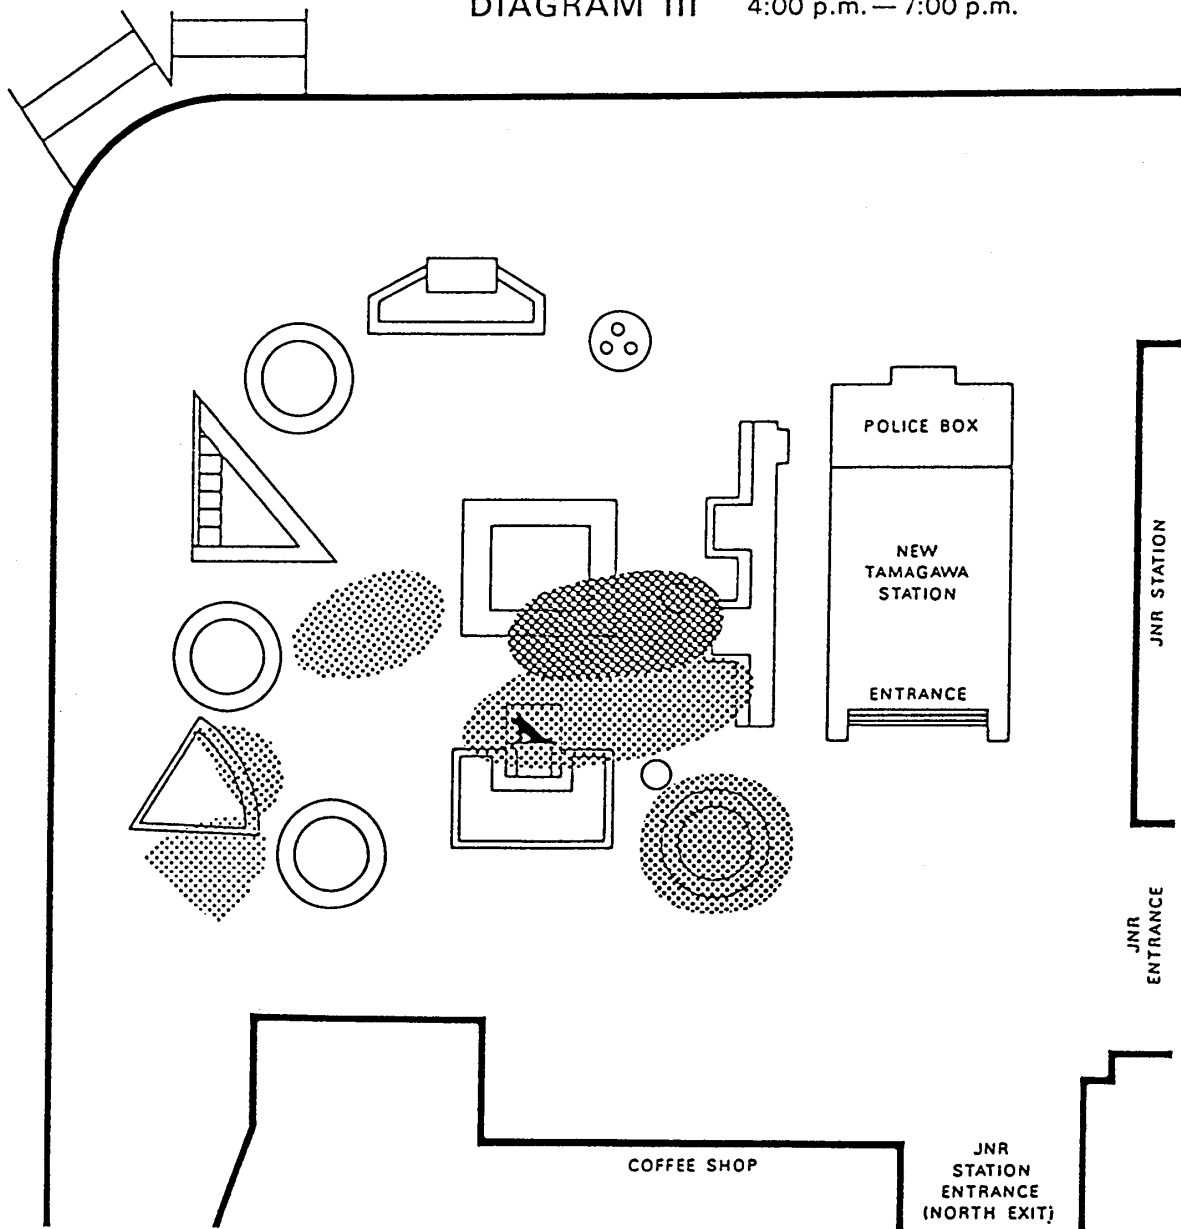 DIAGRAM III 4:00 p.m. — 7:00 p.m.
POLICE BOX
NEW
TAMAGAWA
STATION
ENTRANCE
JNR STATION
JNR
ENTRANCE
COFFEE SHOP
JNR
STATION
ENTRANCE
(NORTH EXIT)